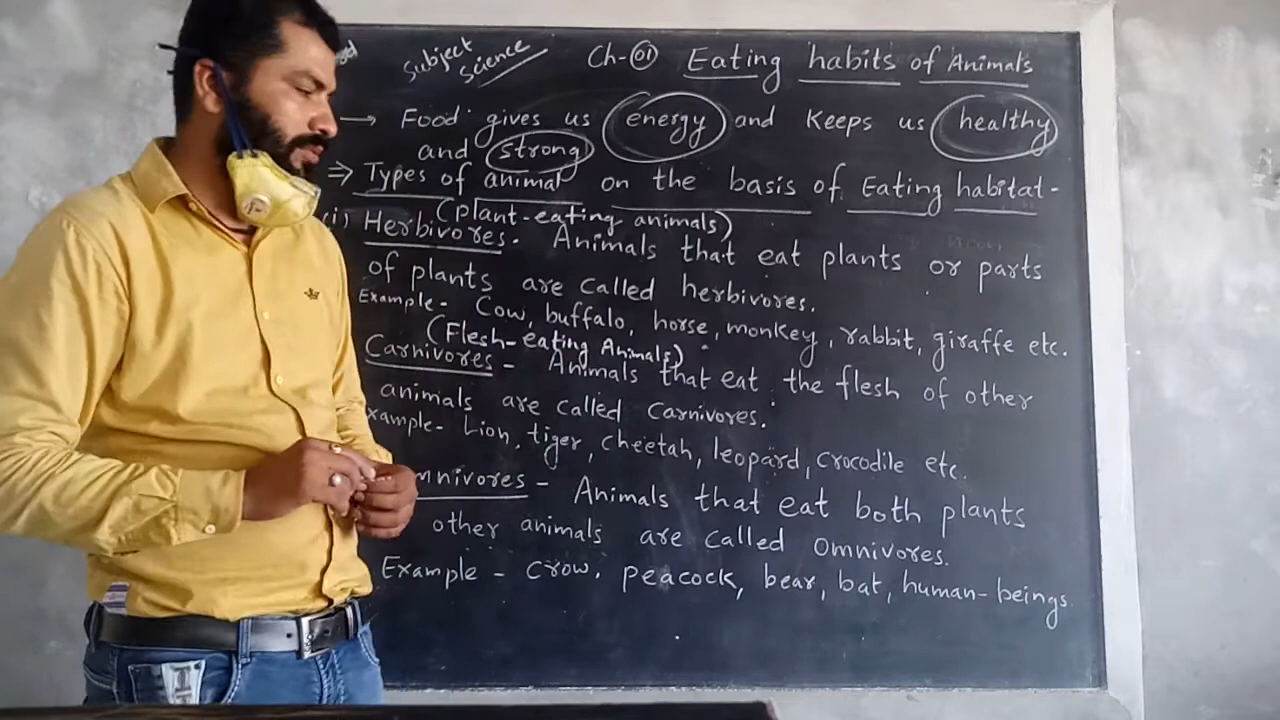 Subject Science
Ch-01 Eating habits of Animals
→ Food gives us energy and keeps us healthy
and strong
⇒ Types of animal on the basis of Eating habitat-
(Plant-eating animals)
(i) Herbivores. Animals that eat plants or parts
of plants are called herbivores.
Example- Cow, buffalo, horse, monkey, rabbit, giraffe etc.
(Flesh-eating Animals)
Carnivores - Animals that eat the flesh of other
animals are called Carnivores.
xample- Lion, tiger, cheetah, leopard, crocodile etc.
mnivores - Animals that eat both plants
other animals are called Omnivores.
Example - Crow, peacock, bear, bat, human-beings.